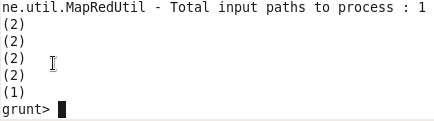 ne.util.MapRedUtil - Total input paths to process : 1
(2)
(2)
(2)
(2)
(1)
grunt>